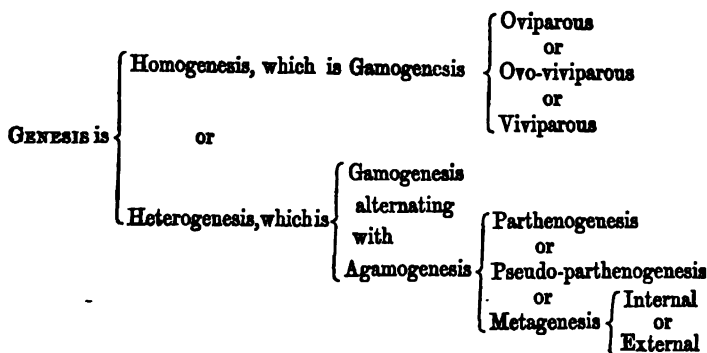 Oviparous
or
Homogenesis, which is Gamogenesis
Ovo-viviparous
or
Viviparous
GENESIS is
or
Heterogenesis, which is
Gamogenesis
alternating
with
Agamogenesis
Parthenogenesis
or
Pseudo-parthenogenesis
or
Metagenesis
Internal
or
External